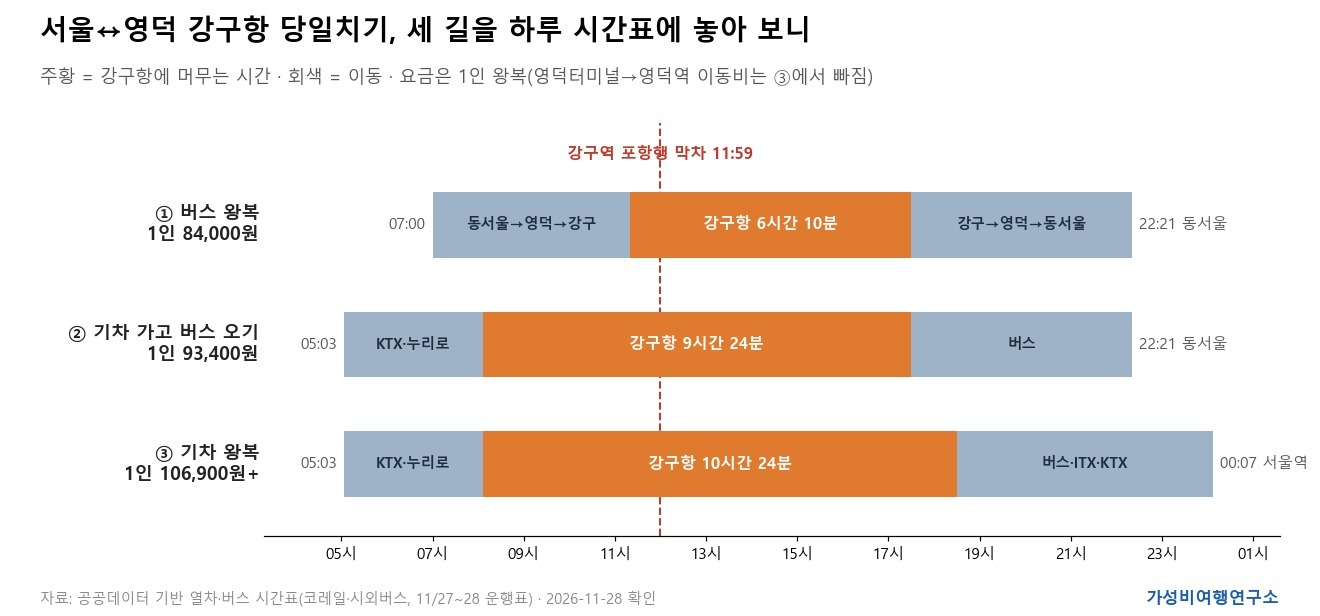 서울↔영덕 강구항 당일치기, 세 길을 하루 시간표에 놓아 보니
주황 = 강구항에 머무는 시간 · 회색 = 이동 · 요금은 1인 왕복(영덕터미널→영덕역 이동비는 ③에서 빠짐)
강구역 포항행 막차 11:59
① 버스 왕복
1인 84,000원
07:00
동서울→영덕→강구
강구항 6시간 10분
강구→영덕→동서울
22:21 동서울
② 기차 가고 버스 오기
1인 93,400원
05:03
KTX·누리로
강구항 9시간 24분
버스
22:21 동서울
③ 기차 왕복
1인 106,900원+
05:03
KTX·누리로
강구항 10시간 24분
버스·ITX·KTX
00:07 서울역
05시 07시 09시 11시 13시 15시 17시 19시 21시 23시 01시
자료: 공공데이터 기반 열차·버스 시간표(코레일·시외버스, 11/27~28 운행표) · 2026-11-28 확인
가성비여행연구소